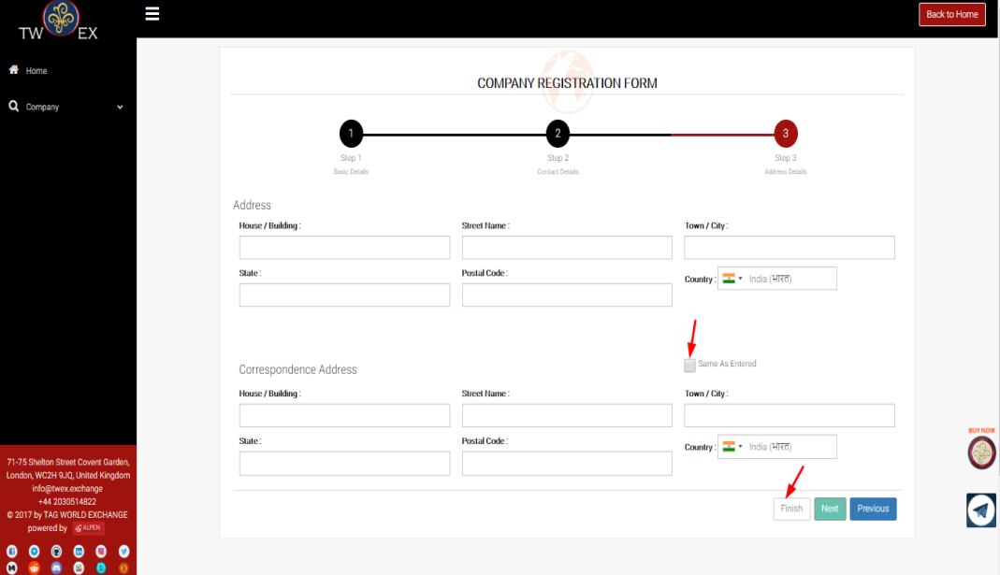 TW EX
Back to Home
Home
Company
COMPANY REGISTRATION FORM
1 2 3
Step 1 Step 2 Step 3
Basic Details Contact Details Address Details
Address
House / Building : Street Name : Town / City :
State : Postal Code : Country : India (भारत)
Same As Entered
Correspondence Address
House / Building : Street Name : Town / City :
State : Postal Code : Country : India (भारत)
Finish Next Previous
BUY NOW
71-75 Shelton Street Covent Garden,
London, WC2H 9JQ, United Kingdom
info@twex.exchange
+44 2030514822
© 2017 by TAG WORLD EXCHANGE
powered by ALPEN